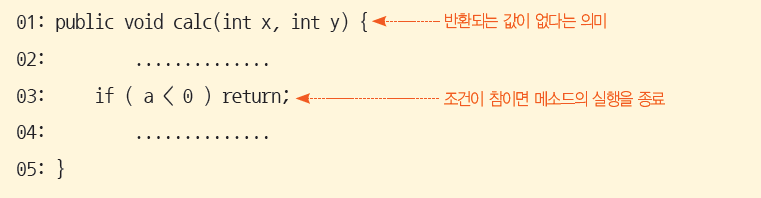 01: public void calc(int x, int y) { 반환되는 값이 없다는 의미
02: ..............
03: if ( a < 0 ) return; 조건이 참이면 메소드의 실행을 종료
04: ..............
05: }